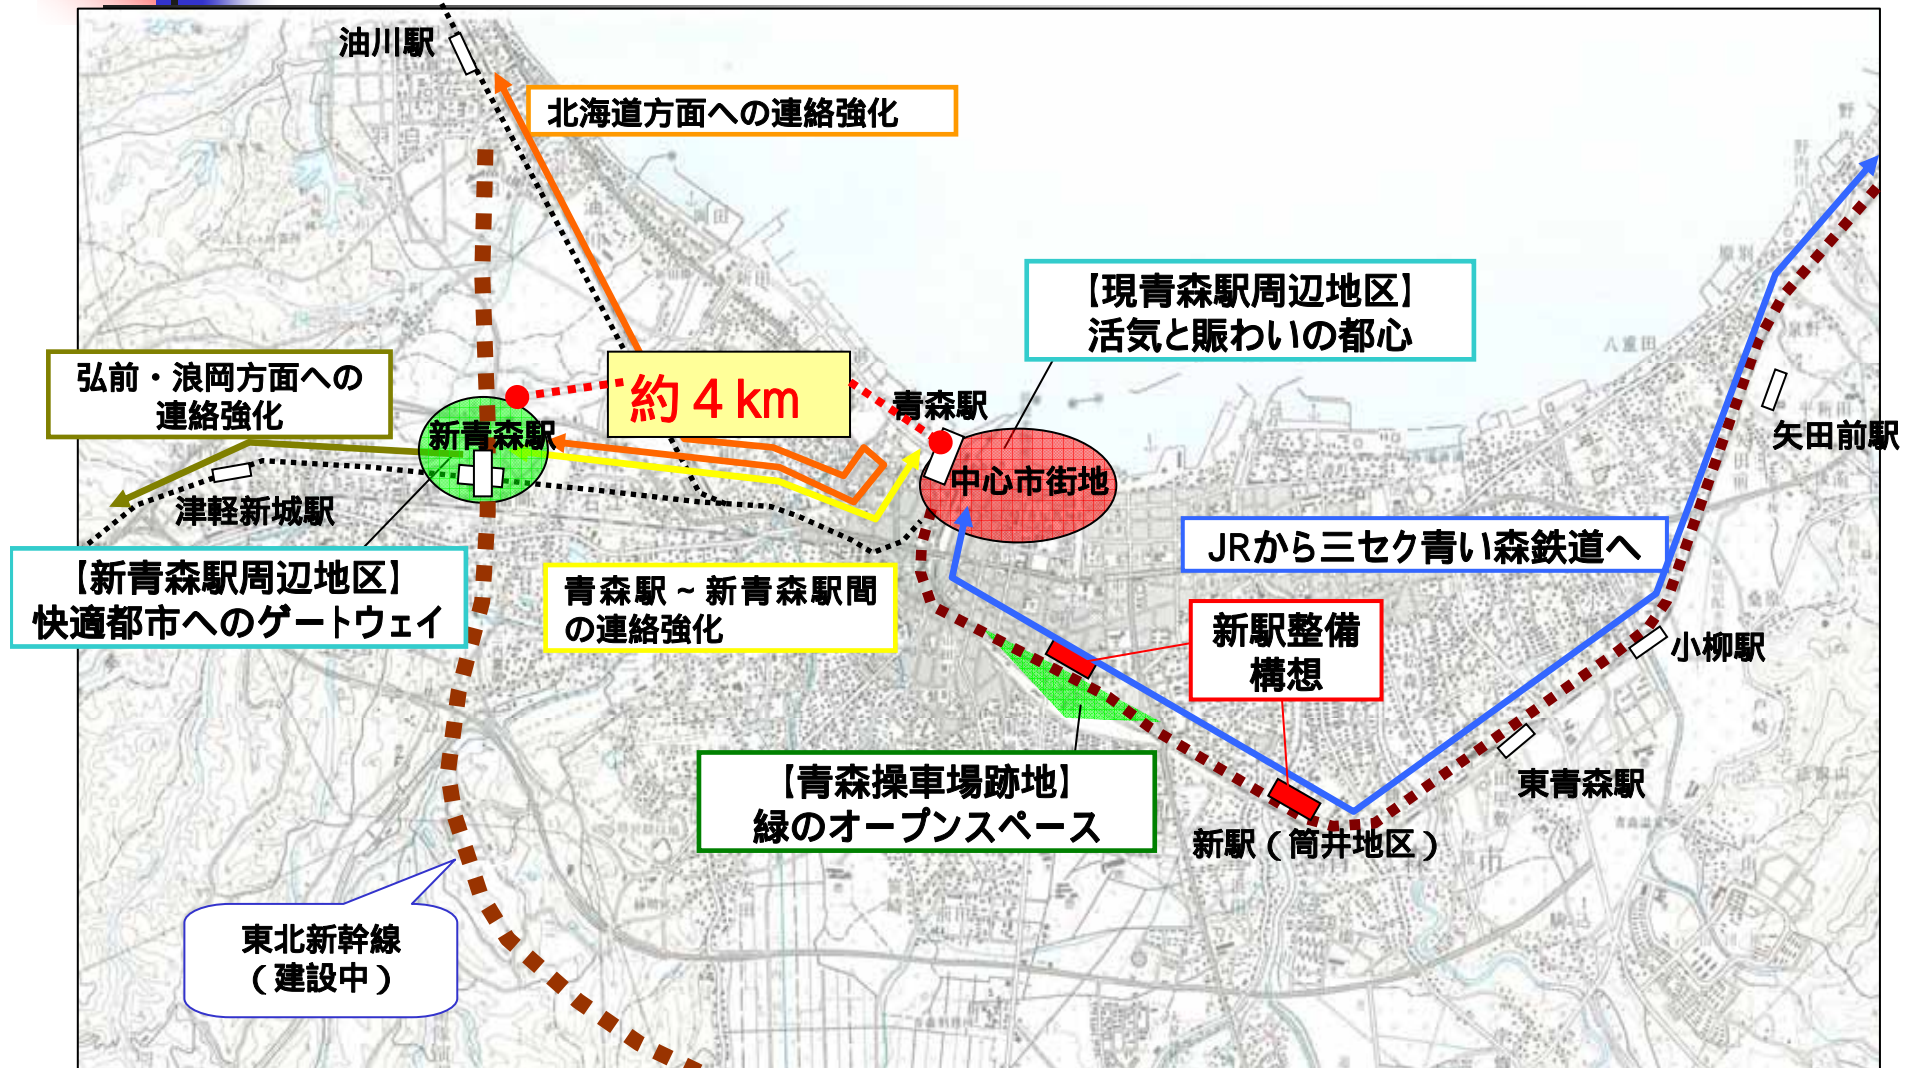 油川駅
北海道方面への連絡強化
【現青森駅周辺地区】
活気と賑わいの都心
八重田
弘前・浪岡方面への
連絡強化
約4km
青森駅
新青森駅
中心市街地
矢田前駅
津軽新城駅
JRから三セク青い森鉄道へ
【新青森駅周辺地区】
快適都市へのゲートウェイ
青森駅~新青森駅間
の連絡強化
新駅整備
構想
小柳駅
【青森操車場跡地】
緑のオープンスペース
東青森駅
新駅(筒井地区)
東北新幹線
(建設中)